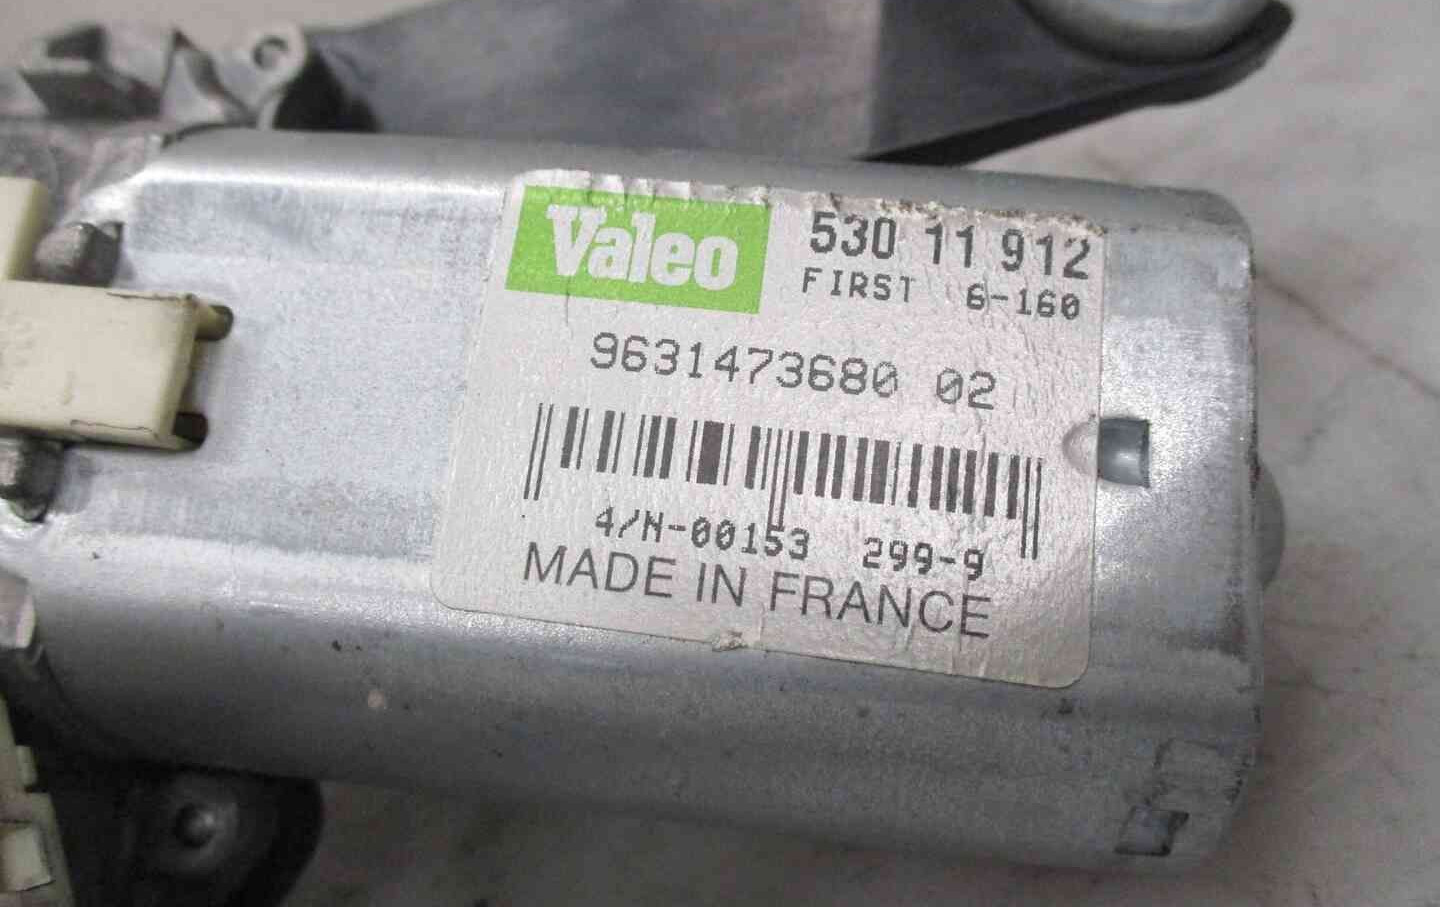 Valeo
530 11 912
FIRST 6-160
9631473680 02
4/N-00153 299-9
MADE IN FRANCE